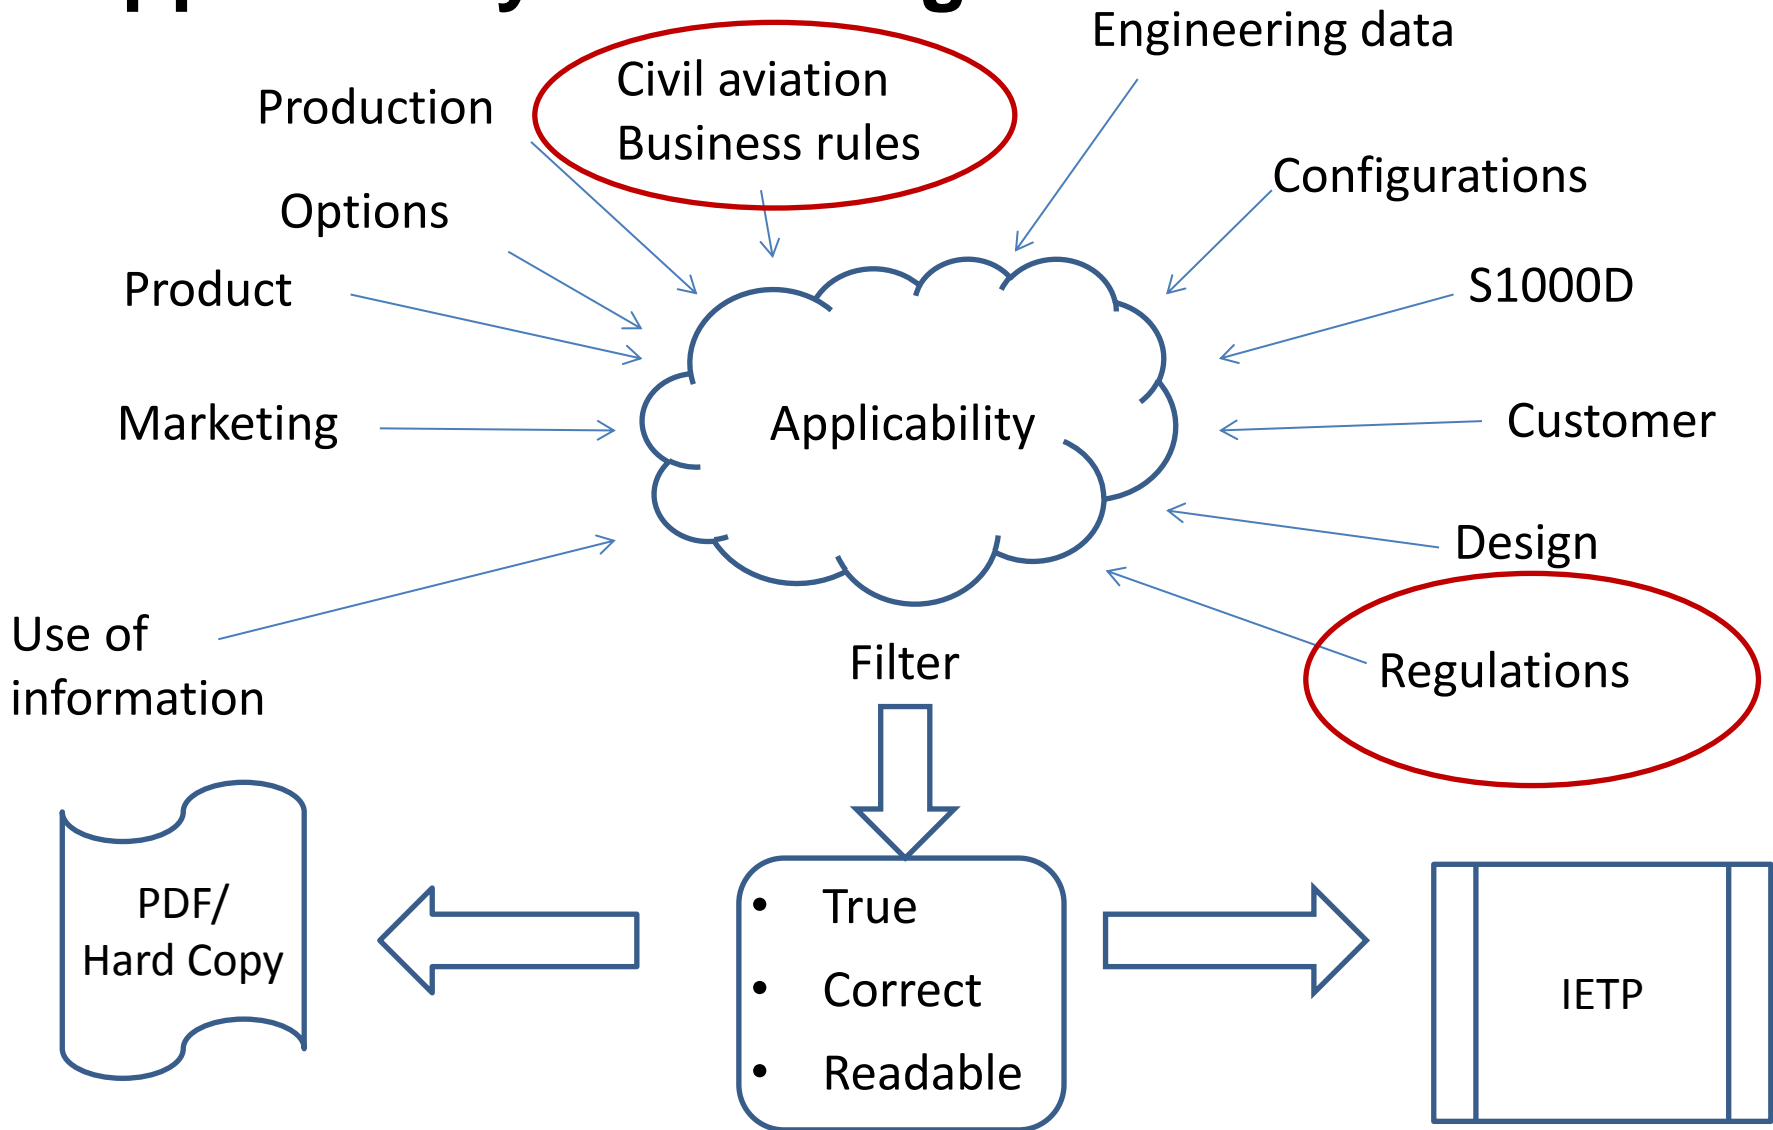 Engineering data
Civil aviation
Business rules
Production
Configurations
Options
Product
S1000D
Marketing
Applicability
Customer
Design
Use of
information
Filter
Regulations
PDF/
Hard Copy
• True
• Correct
• Readable
IETP